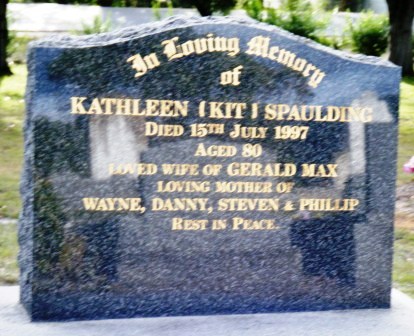 In Loving Memory
of
KATHLEEN (KIT) SPAULDING
DIED 15TH JULY 1997
AGED 80
LOVED WIFE OF GERALD MAX
LOVING MOTHER OF
WAYNE, DANNY, STEVEN & PHILLIP
REST IN PEACE.